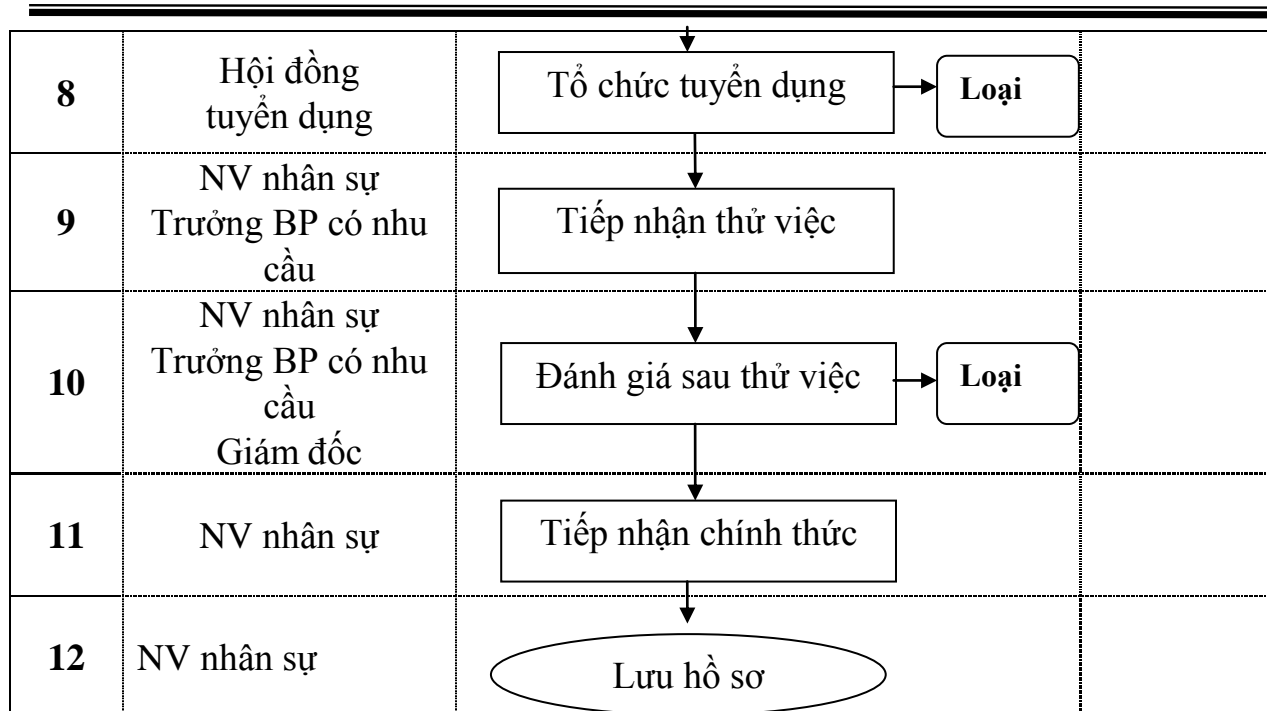 8
Hội đồng
tuyển dụng
Tổ chức tuyển dụng
Loại
9
NV nhân sự
Trưởng BP có nhu
cầu
Tiếp nhận thử việc
10
NV nhân sự
Trưởng BP có nhu
cầu
Giám đốc
Đánh giá sau thử việc
Loại
11
NV nhân sự
Tiếp nhận chính thức
12
NV nhân sự
Lưu hồ sơ